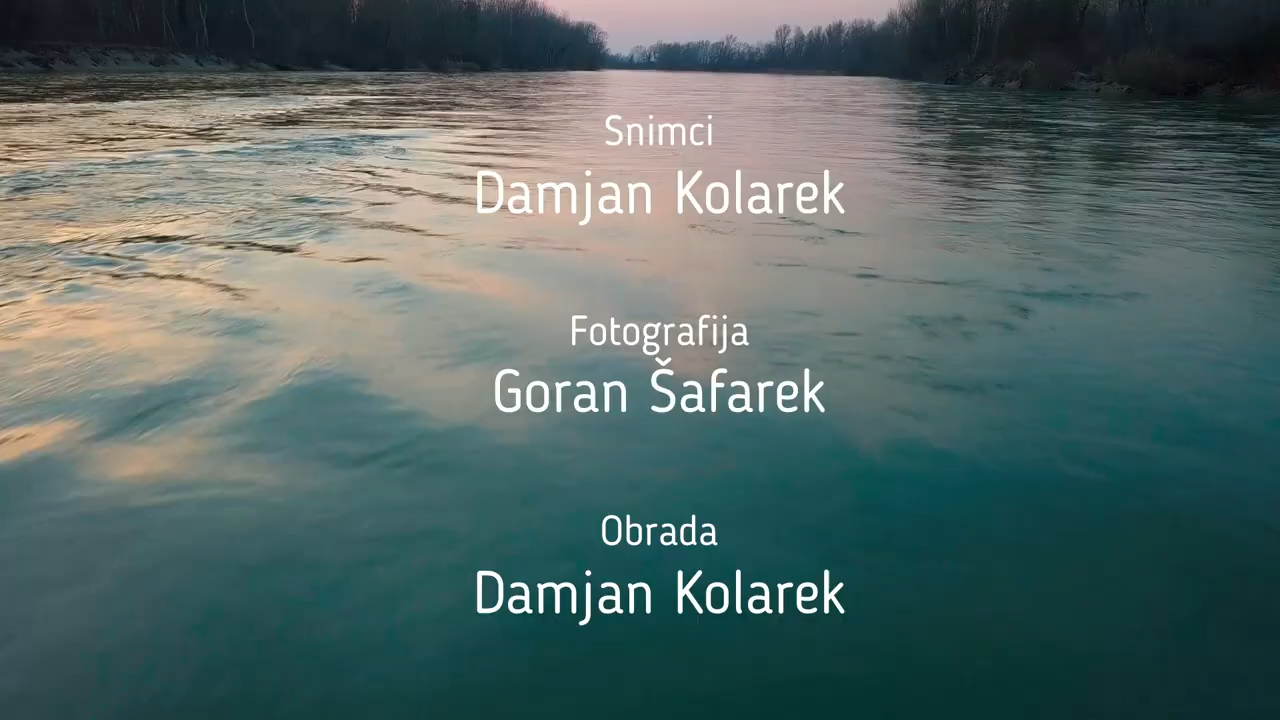 Snimci
Damjan Kolarek
Fotografija
Goran Šafarek
Obrada
Damjan Kolarek